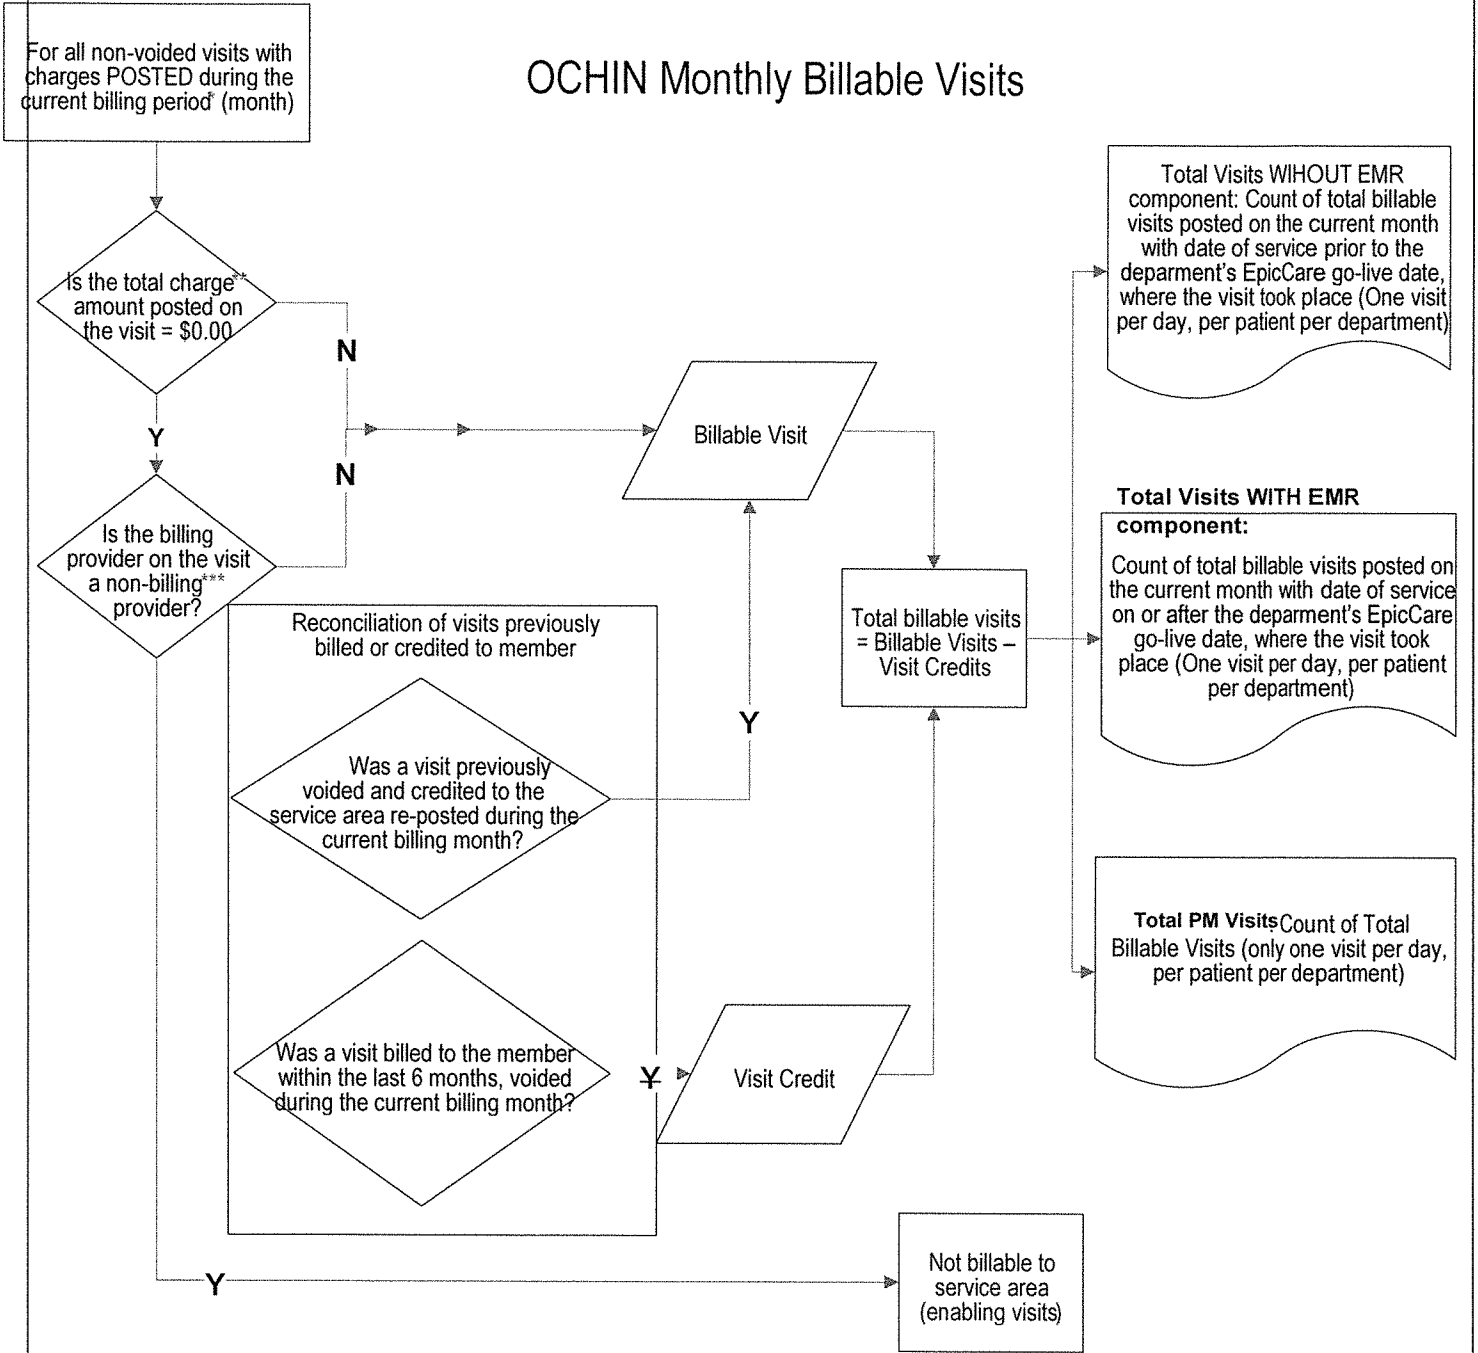 For all non-voided visits with
charges POSTED during the
current billing period* (month)
OCHIN Monthly Billable Visits
Is the total charge**
amount posted on
the visit = $0.00
N
Y
N
Is the billing
provider on the visit
a non-billing***
provider?
Billable Visit
Reconciliation of visits previously
billed or credited to member
Was a visit previously
voided and credited to the
service area re-posted during the
current billing month?
Y
Was a visit billed to the member
within the last 6 months, voided
during the current billing month?
Y
Visit Credit
Total billable visits
= Billable Visits –
Visit Credits
Total Visits WIHOUT EMR
component: Count of total billable
visits posted on the current month
with date of service prior to the
deparment's EpicCare go-live date,
where the visit took place (One visit
per day, per patient per department)
Total Visits WITH EMR
component:
Count of total billable visits posted on
the current month with date of service
on or after the deparment's EpicCare
go-live date, where the visit took
place (One visit per day, per patient
per department)
Total PM Visits: Count of Total
Billable Visits (only one visit per day,
per patient per department)
Y
Not billable to
service area
(enabling visits)